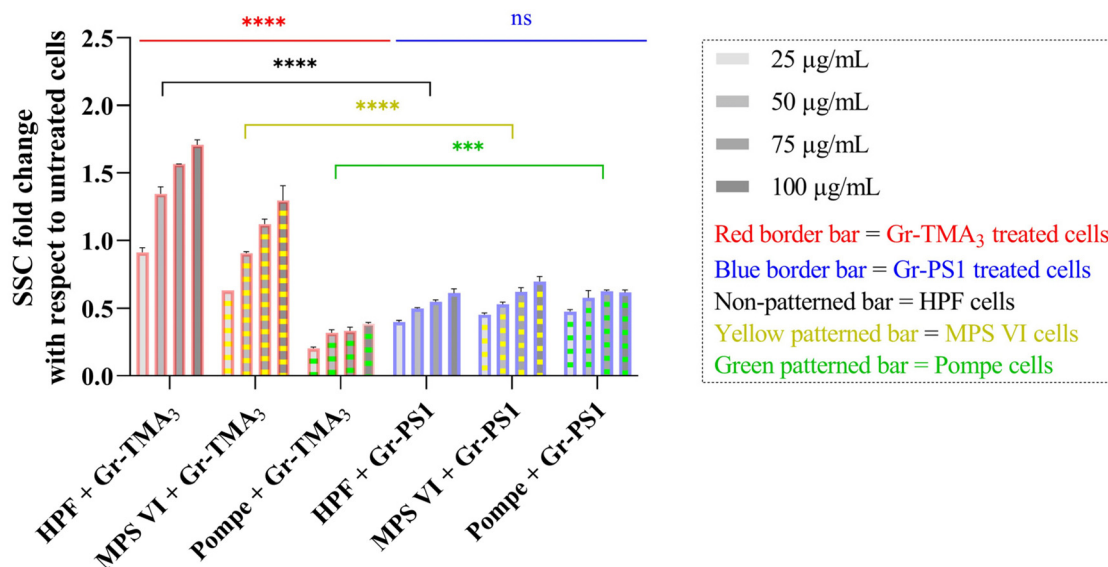 **** ns
2.5
****
2.0
****
***
1.5
1.0
0.5
0.0
SSC fold change
with respect to untreated cells
HPF + Gr-TMA₃
MPS VI + Gr-TMA₃
Pompe + Gr-TMA₃
HPF + Gr-PS1
MPS VI + Gr-PS1
Pompe + Gr-PS1
25 µg/mL
50 µg/mL
75 µg/mL
100 µg/mL
Red border bar = Gr-TMA₃ treated cells
Blue border bar = Gr-PS1 treated cells
Non-patterned bar = HPF cells
Yellow patterned bar = MPS VI cells
Green patterned bar = Pompe cells